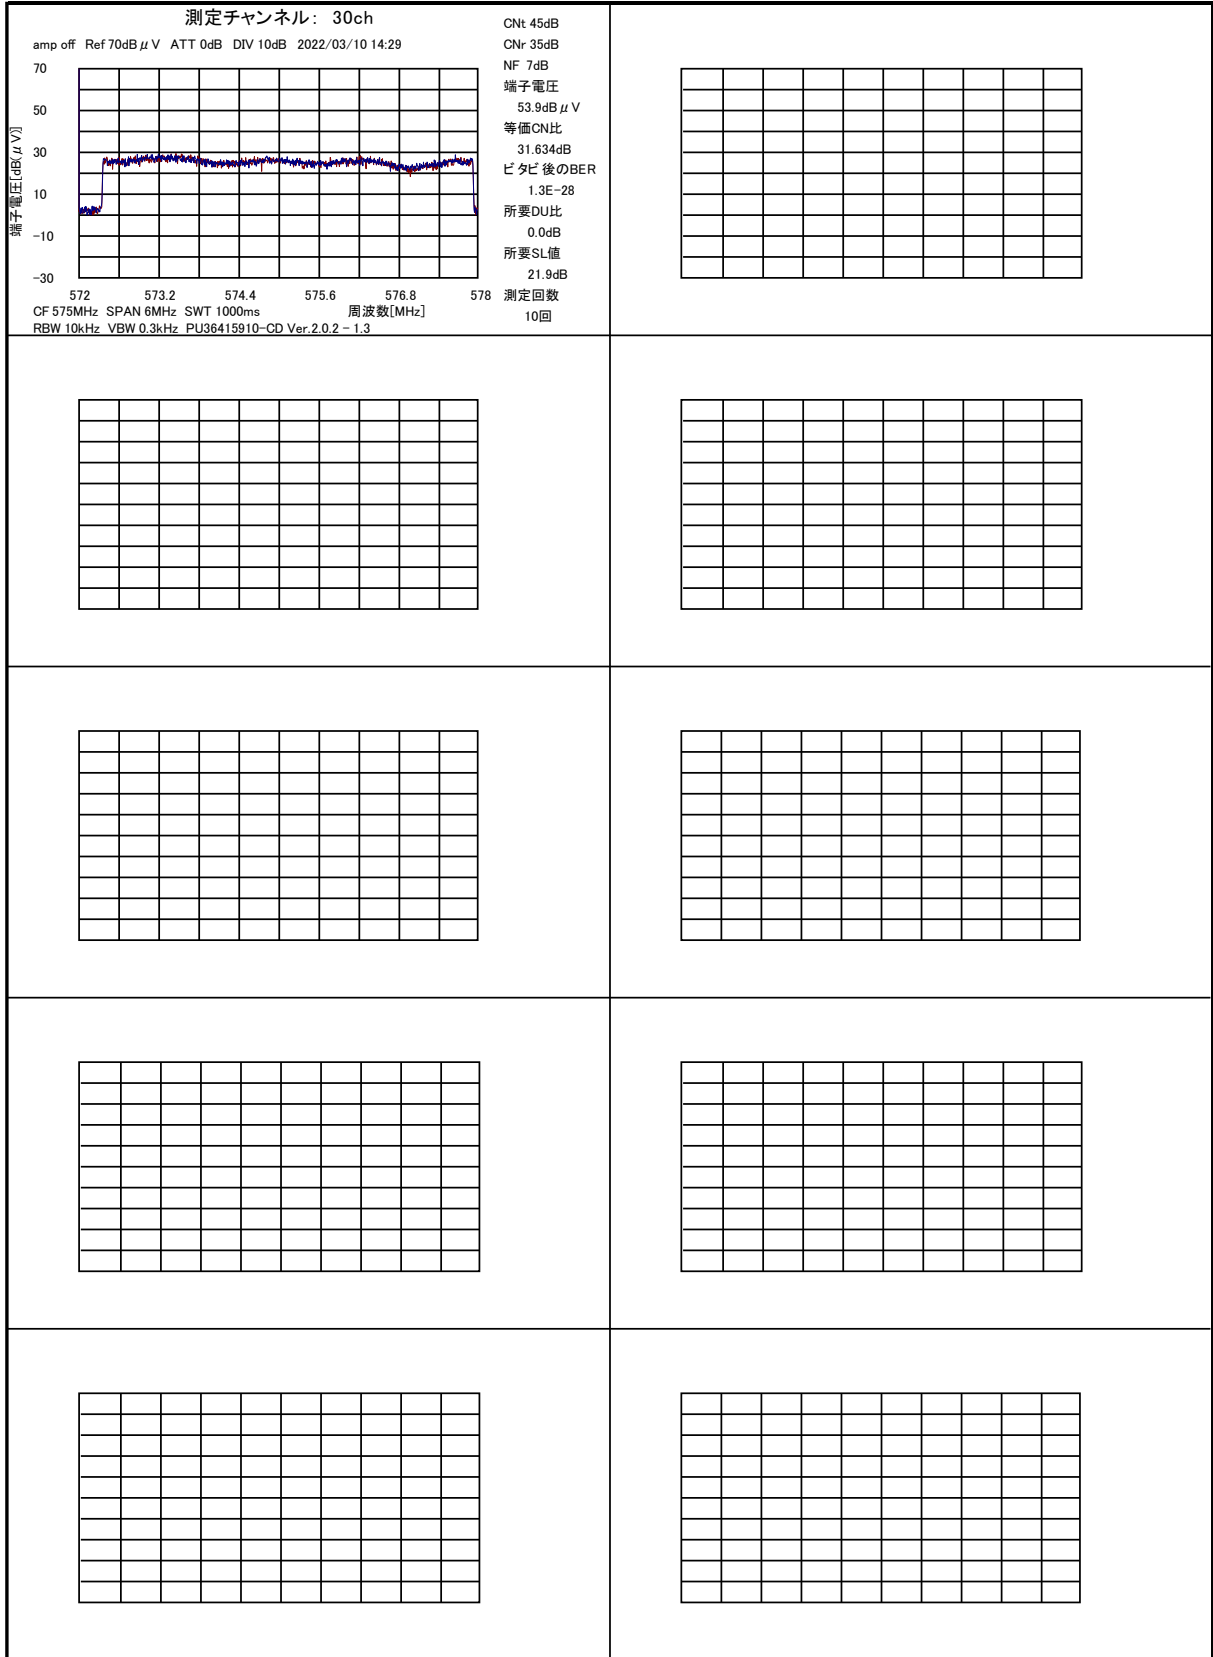 測定チャンネル： 30ch
amp off Ref 70dBμV ATT 0dB DIV 10dB 2022/03/10 14:29
70
50
30
10
-10
-30
端子電圧[dB(μV)]
572 573.2 574.4 575.6 576.8 578
CF 575MHz SPAN 6MHz SWT 1000ms 周波数[MHz]
RBW 10kHz VBW 0.3kHz PU36415910-CD Ver.2.0.2 - 1.3
CNt 45dB
CNr 35dB
NF 7dB
端子電圧
53.9dBμV
等価CN比
31.634dB
ビタビ後のBER
1.3E-28
所要DU比
0.0dB
所要SL値
21.9dB
測定回数
10回